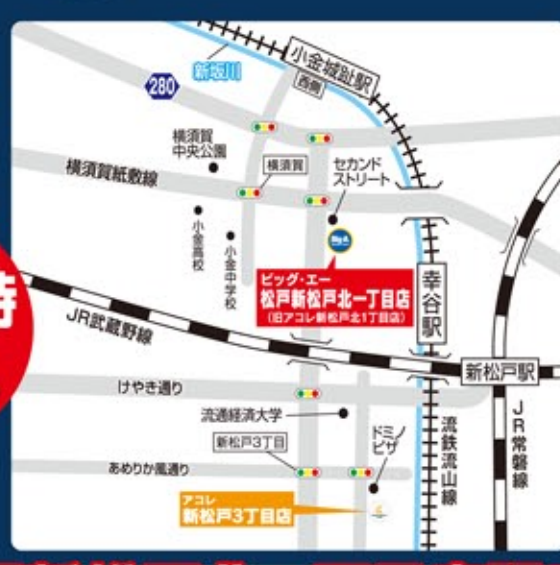 小金城趾駅
西側
新坂川
280
横須賀
中央公園
横須賀
セカンド
ストリート
横須賀紙敷線
小金高校
小金中学校
Big-A
ビッグ・エー
松戸新松戸北一丁目店
(旧アコレ新松戸北1丁目店)
幸谷駅
JR武蔵野線
新松戸駅
けやき通り
流通経済大学
ドミノ
ピザ
新松戸3丁目
あめりか風通り
流鉄流山線
JR常磐線
アコレ
新松戸3丁目店